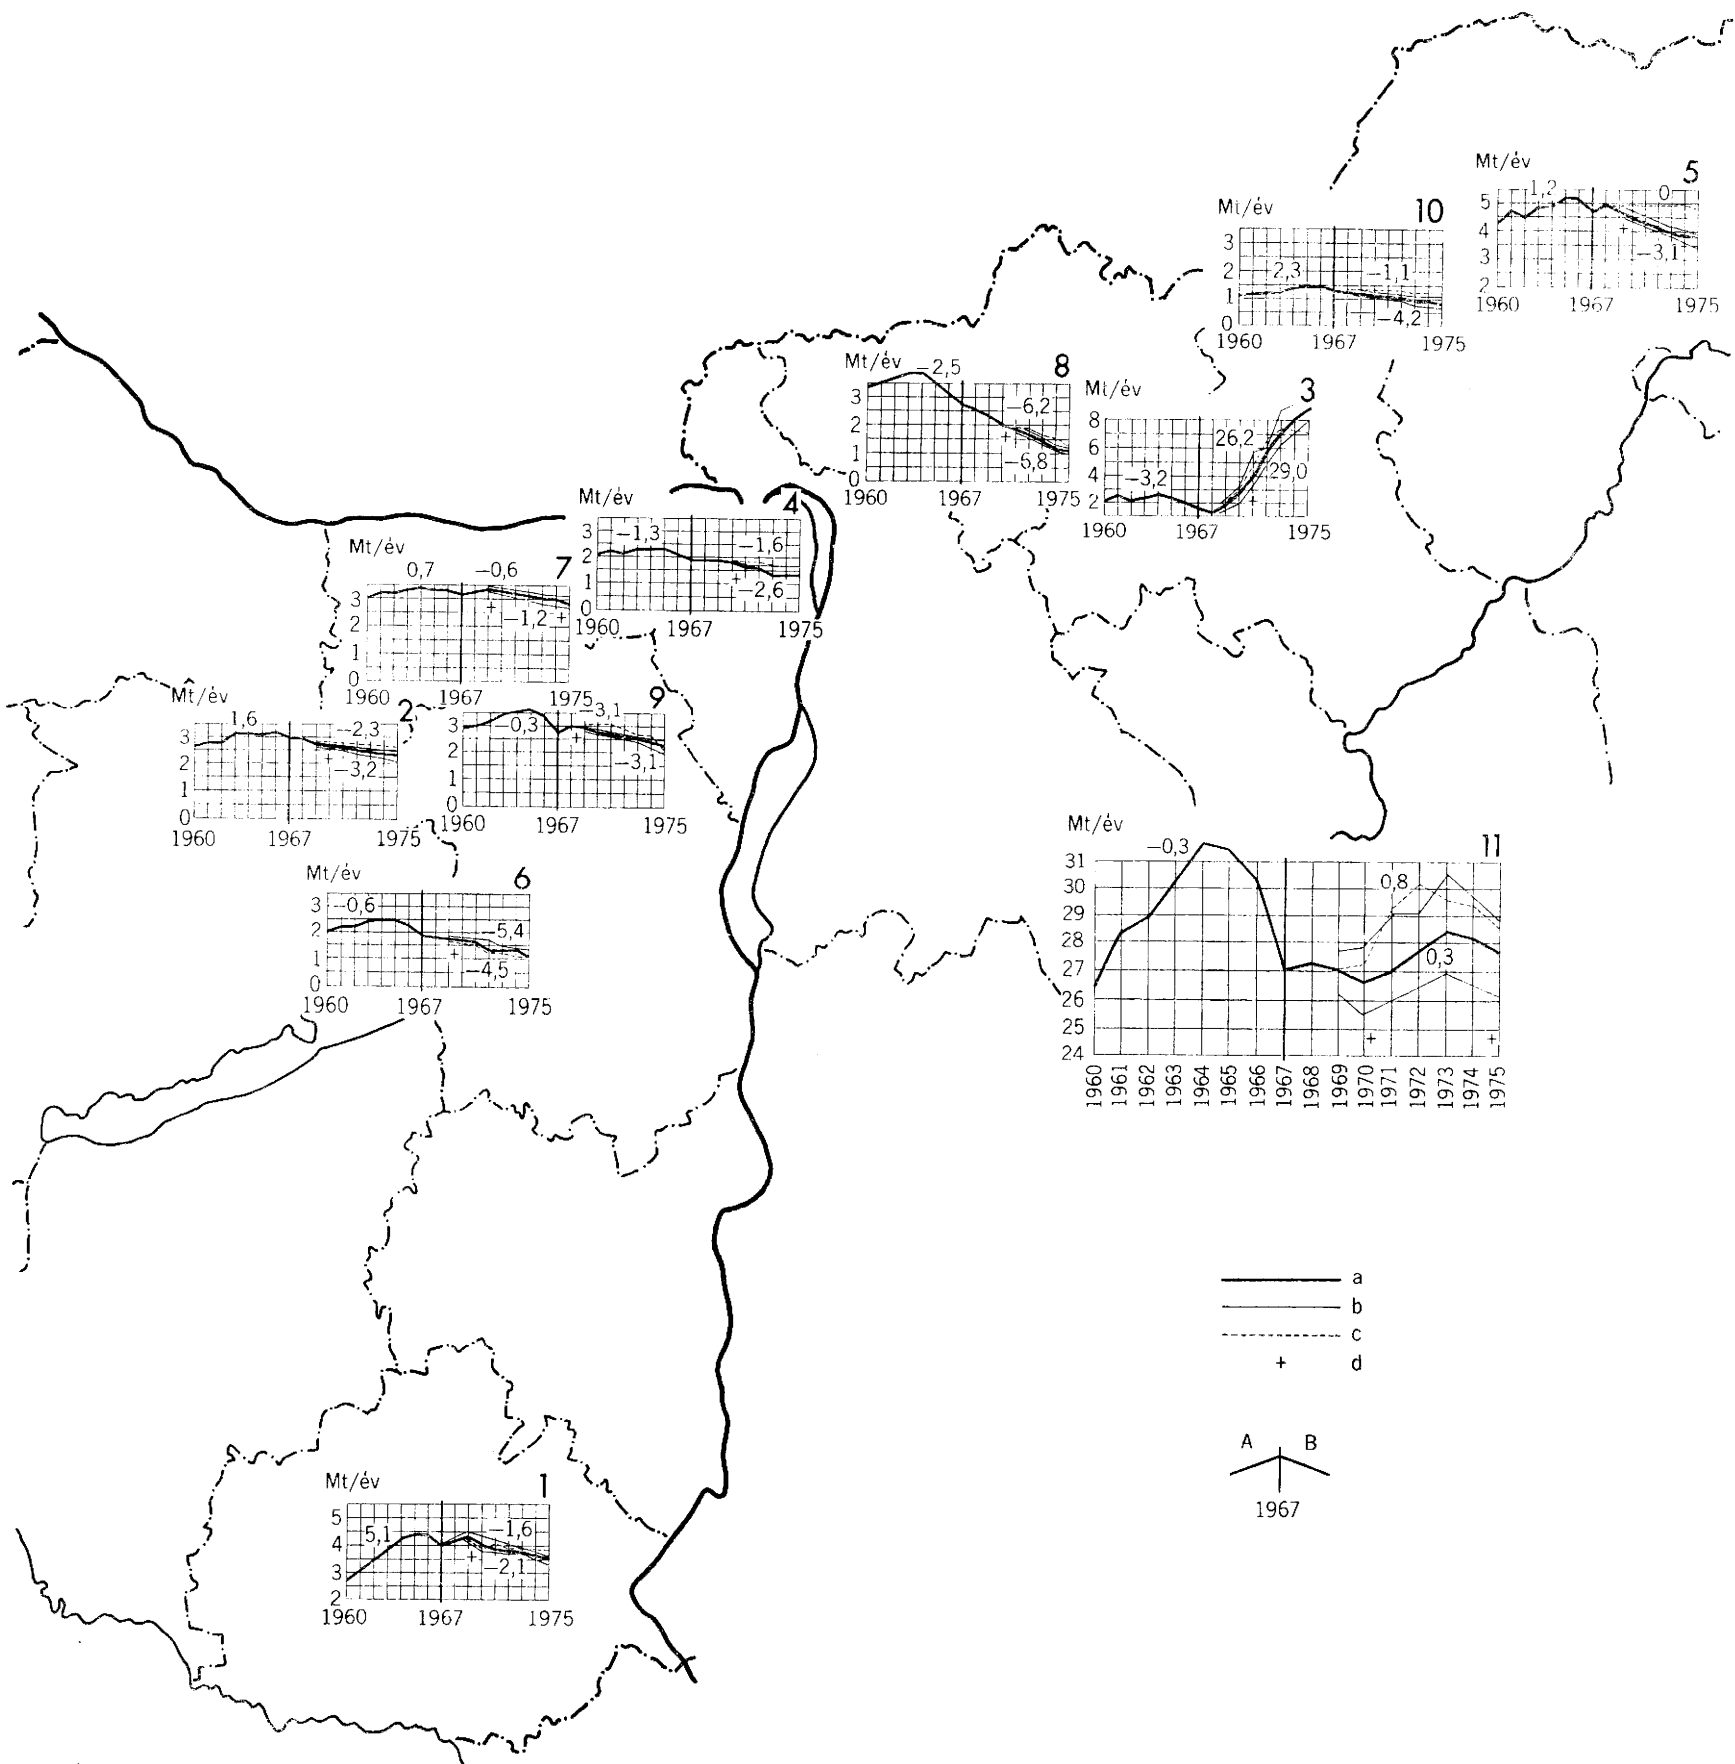 Mt/év 5
1,2 0
5
4
3
2
−3,1
1960 1967 1975
Mt/év 10
3
2
1
0
2,3 −1,1
−4,2
1960 1967 1975
Mt/év −2,5 8
3
2
1
0
−6,2
−6,8
1960 1967 1975
Mt/év 3
8
6
4
2
−3,2 26,2
29,0
1960 1967 1975
Mt/év 4
3
2
1
0
−1,3 −1,6
−2,6
1960 1967 1975
Mt/év 7
0,7 −0,6
3
2
1
0
−1,2
1960 1967 1975
Mt/év 2
1,6 −2,3
3
2
1
0
−3,2
1960 1967 1975
9
3
2
1
0
−0,3 −3,1
−3,1
1960 1967 1975
Mt/év 6
3
2
1
0
−0,6 −5,4
−4,5
1960 1967 1975
Mt/év 11
−0,3
31
30
29
28
27
26
25
24
0,8
0,3
1960 1961 1962 1963 1964 1965 1966 1967 1968 1969 1970 1971 1972 1973 1974 1975
a
b
c
+ d
A B
1967
Mt/év 1
5
4
3
2
5,1 −1,6
−2,1
1960 1967 1975